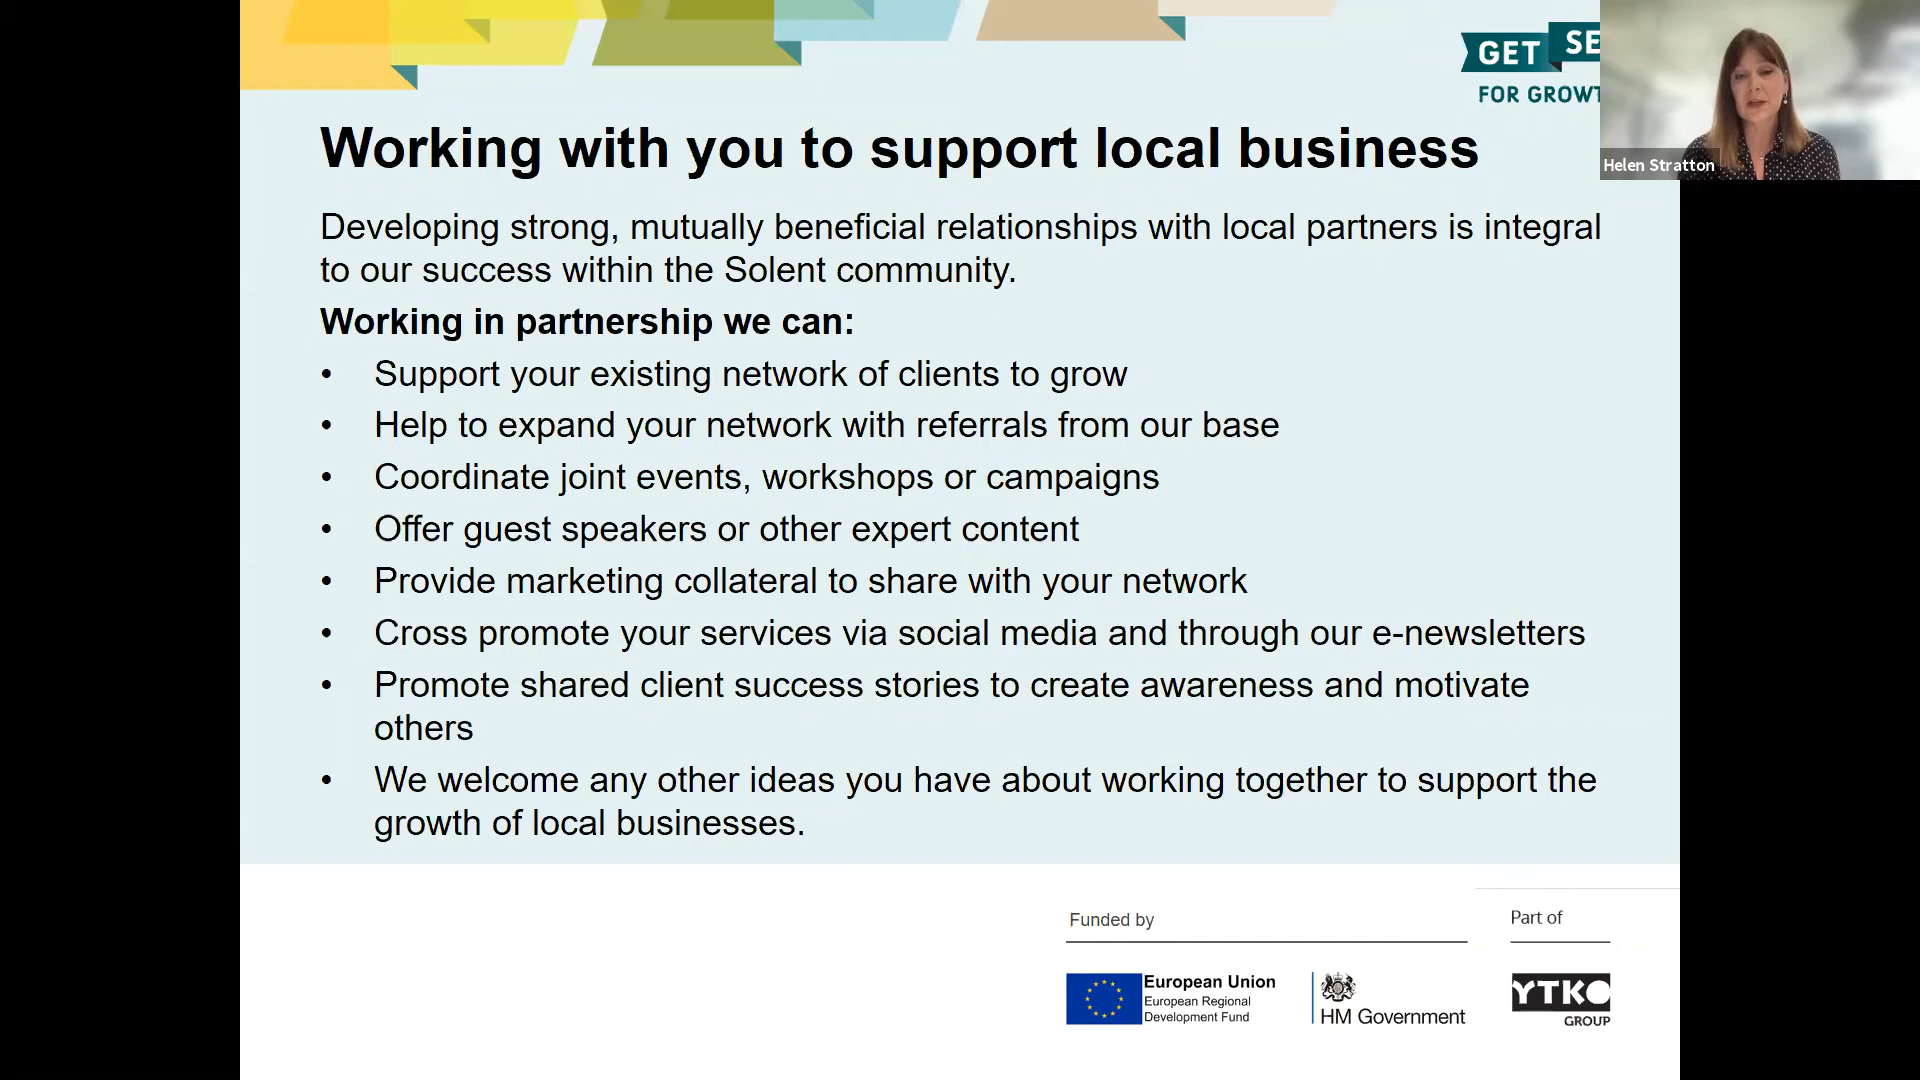 GET SE
FOR GROWT
Helen Stratton
Working with you to support local business
Developing strong, mutually beneficial relationships with local partners is integral
to our success within the Solent community.
Working in partnership we can:
• Support your existing network of clients to grow
• Help to expand your network with referrals from our base
• Coordinate joint events, workshops or campaigns
• Offer guest speakers or other expert content
• Provide marketing collateral to share with your network
• Cross promote your services via social media and through our e-newsletters
• Promote shared client success stories to create awareness and motivate
others
• We welcome any other ideas you have about working together to support the
growth of local businesses.
Funded by
Part of
European Union
European Regional
Development Fund
HM Government
YTKO
GROUP